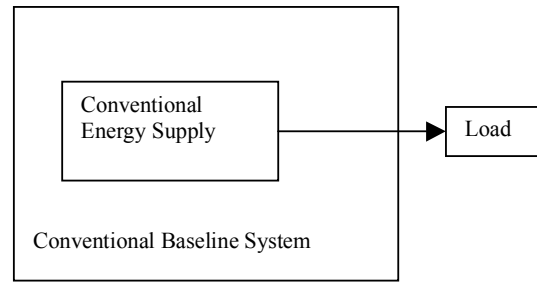 Conventional
Energy Supply
Load
Conventional Baseline System